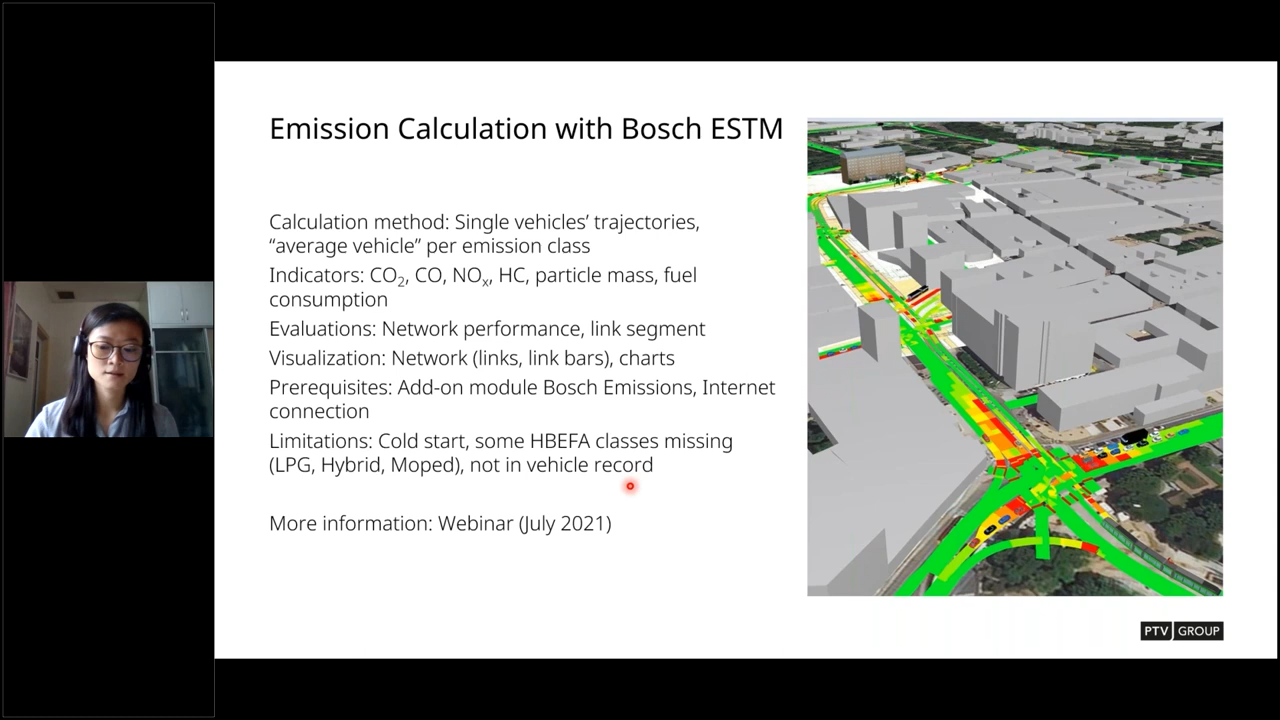 Emission Calculation with Bosch ESTM
Calculation method: Single vehicles’ trajectories,
“average vehicle” per emission class
Indicators: CO₂, CO, NOₓ, HC, particle mass, fuel
consumption
Evaluations: Network performance, link segment
Visualization: Network (links, link bars), charts
Prerequisites: Add-on module Bosch Emissions, Internet
connection
Limitations: Cold start, some HBEFA classes missing
(LPG, Hybrid, Moped), not in vehicle record
More information: Webinar (July 2021)
PTV GROUP